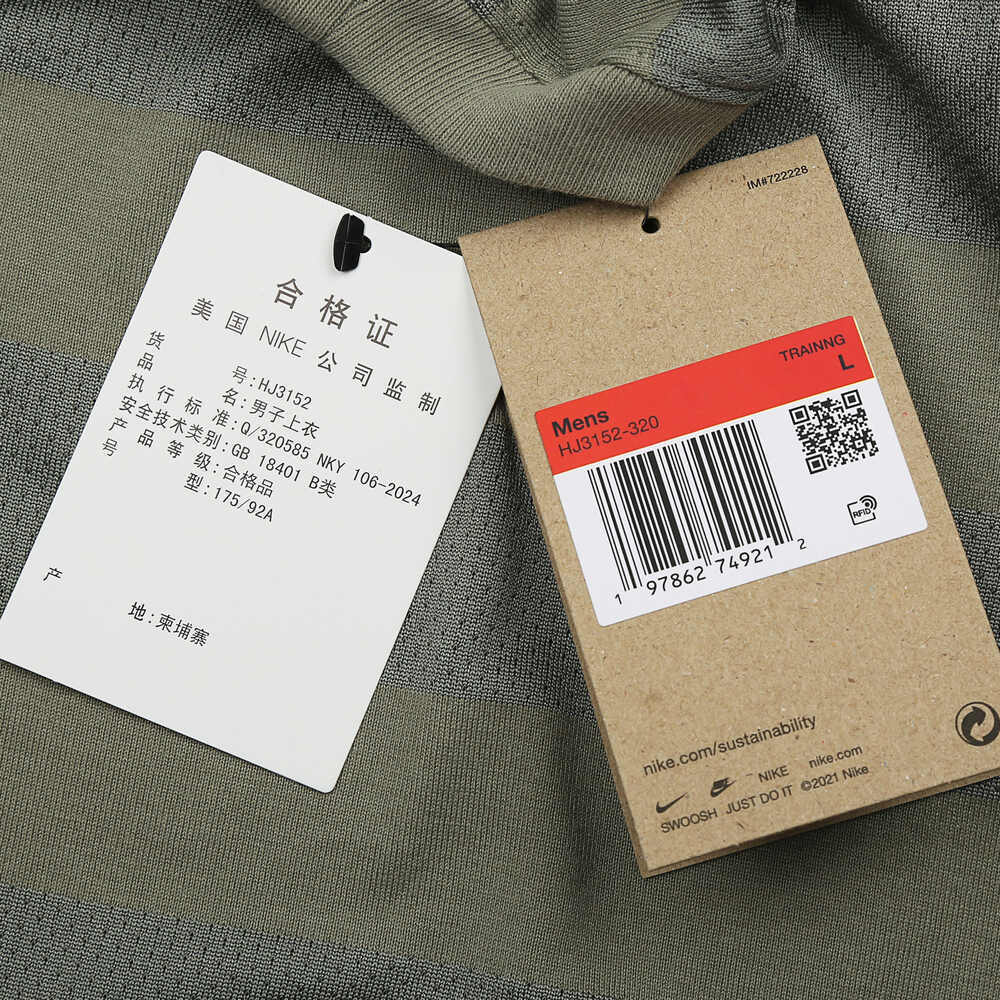 合格证
美国 NIKE 公司监制
货号:HJ3152
品名:男子上衣
执行标准:Q/320585 NKY 106-2024
安全技术类别:GB 18401 B类
产品等级:合格品
号型:175/92A
产地:柬埔寨
IM#722228
TRAINNG
L
Mens
HJ3152-320
RFID
1 97862 74921 2
nike.com/sustainability
NIKE nike.com
SWOOSH JUST DO IT ©2021 Nike